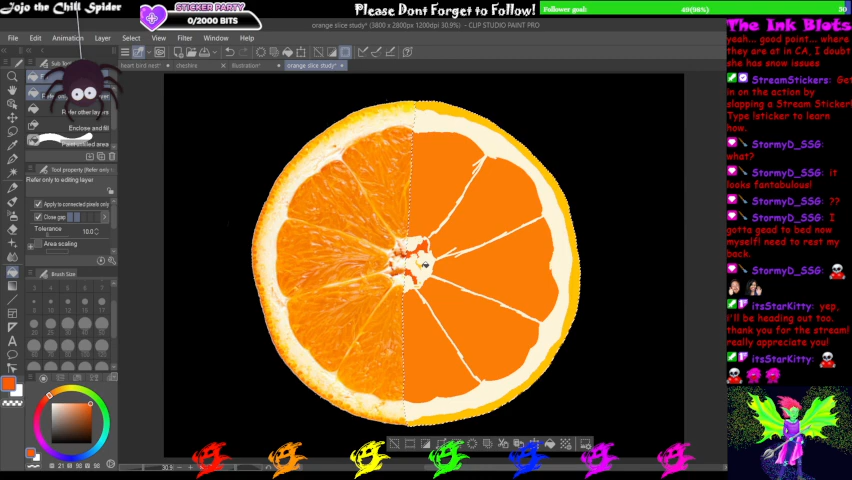 Jojo the Chill Spider
STICKER PARTY
0/2000 BITS
Please Dont Forget to Follow!
Follower goal:
49(98%)
50
orange slice study* (3800 x 2800px 1200dpi 30.9%) - CLIP STUDIO PAINT PRO
File Edit Animation Layer Select View Filter Window Help
heart bird nest* cheshire Illustration* orange slice study*
Refer other layers
Enclose and fill
Tool property [Refer only
Refer only to editing layer
Apply to connected pixels only
Close gap
Tolerance 10.0
Area scaling
Brush Size
The Ink Blots
yeah... good point... where
they are at in CA, I doubt
she has snow issues
StreamStickers: Get
in on the action by
slapping a Stream Sticker!
Type !sticker to learn
how.
StormyD_SSG:
what?
StormyD_SSG: it
looks fantabulous!
StormyD_SSG: ??
StormyD_SSG: I
gotta gead to bed now
myself! need to rest my
back.
StormyD_SSG:
itsStarKitty: yep,
i'll be heading out too.
thank you for the stream! i
really appreciate you!
itsStarKitty: